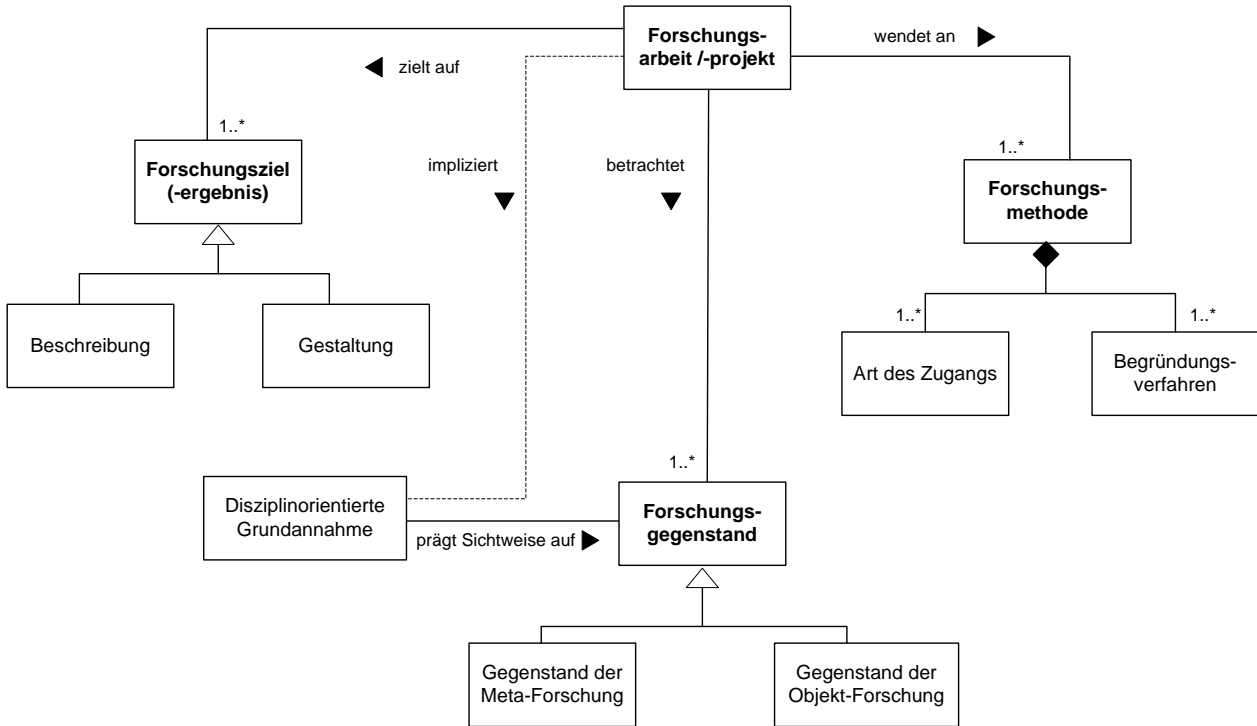 Forschungs-
arbeit /-projekt
wendet an
zielt auf
1..*
Forschungsziel
(-ergebnis)
impliziert
betrachtet
1..*
Forschungs-
methode
Beschreibung
Gestaltung
1..*
1..*
Art des Zugangs
Begründungs-
verfahren
1..*
Disziplinorientierte
Grundannahme
prägt Sichtweise auf
Forschungs-
gegenstand
Gegenstand der
Meta-Forschung
Gegenstand der
Objekt-Forschung